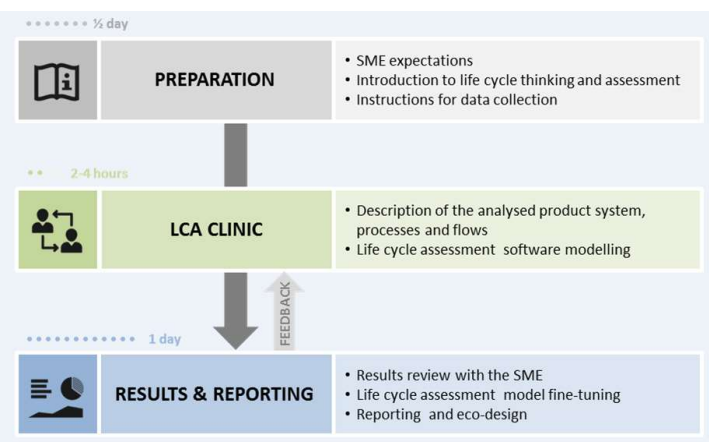 ½ day
PREPARATION
• SME expectations
• Introduction to life cycle thinking and assessment
• Instructions for data collection
2-4 hours
LCA CLINIC
• Description of the analysed product system,
processes and flows
• Life cycle assessment software modelling
FEEDBACK
1 day
RESULTS & REPORTING
• Results review with the SME
• Life cycle assessment model fine-tuning
• Reporting and eco-design